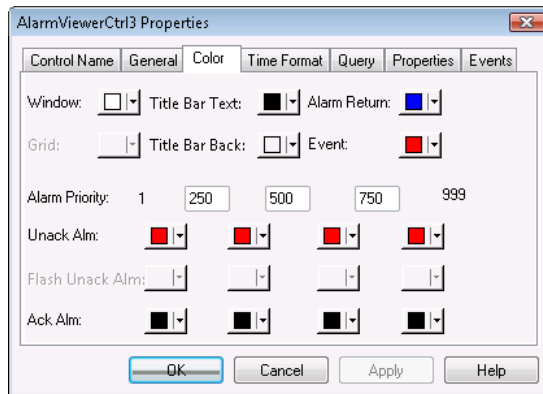 AlarmViewerCtrl3 Properties
Control Name General Color Time Format Query Properties Events
Window: Title Bar Text: Alarm Return:
Grid: Title Bar Back: Event:
Alarm Priority: 1 250 500 750 999
Unack Alm:
Flash Unack Alm:
Ack Alm:
OK Cancel Apply Help